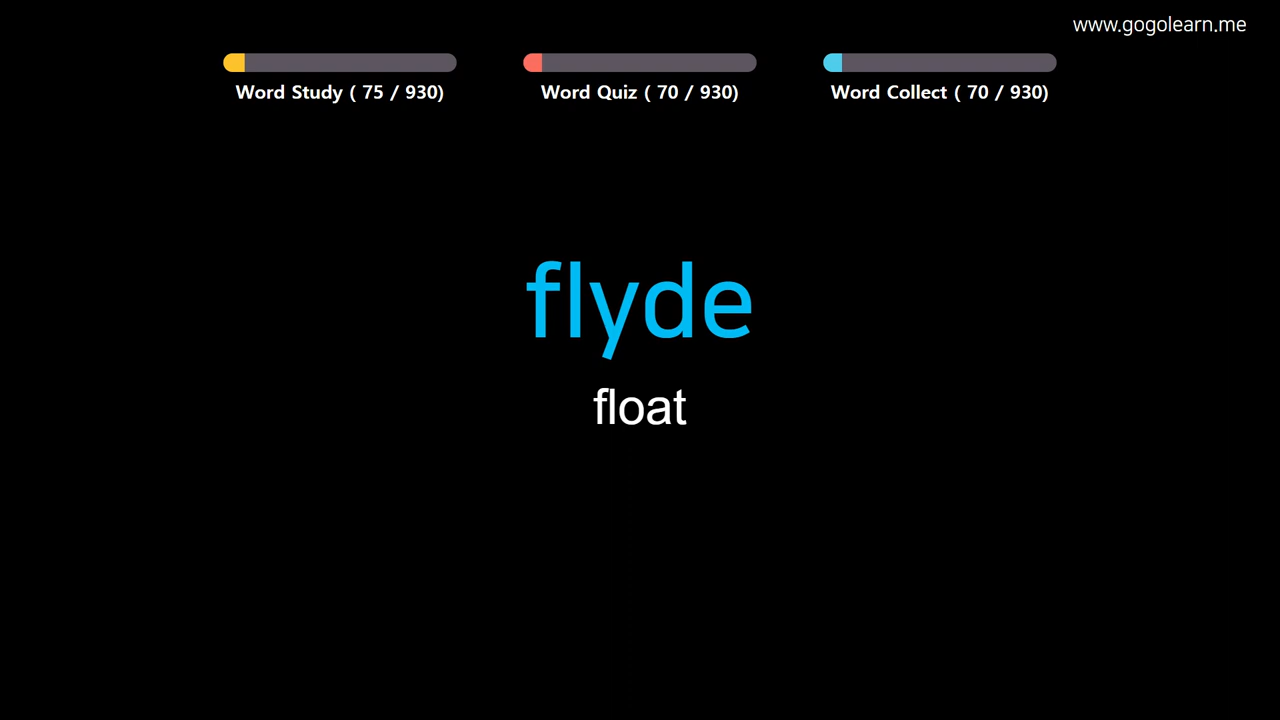 www.gogolearn.me
Word Study ( 75 / 930)
Word Quiz ( 70 / 930)
Word Collect ( 70 / 930)
flyde
float